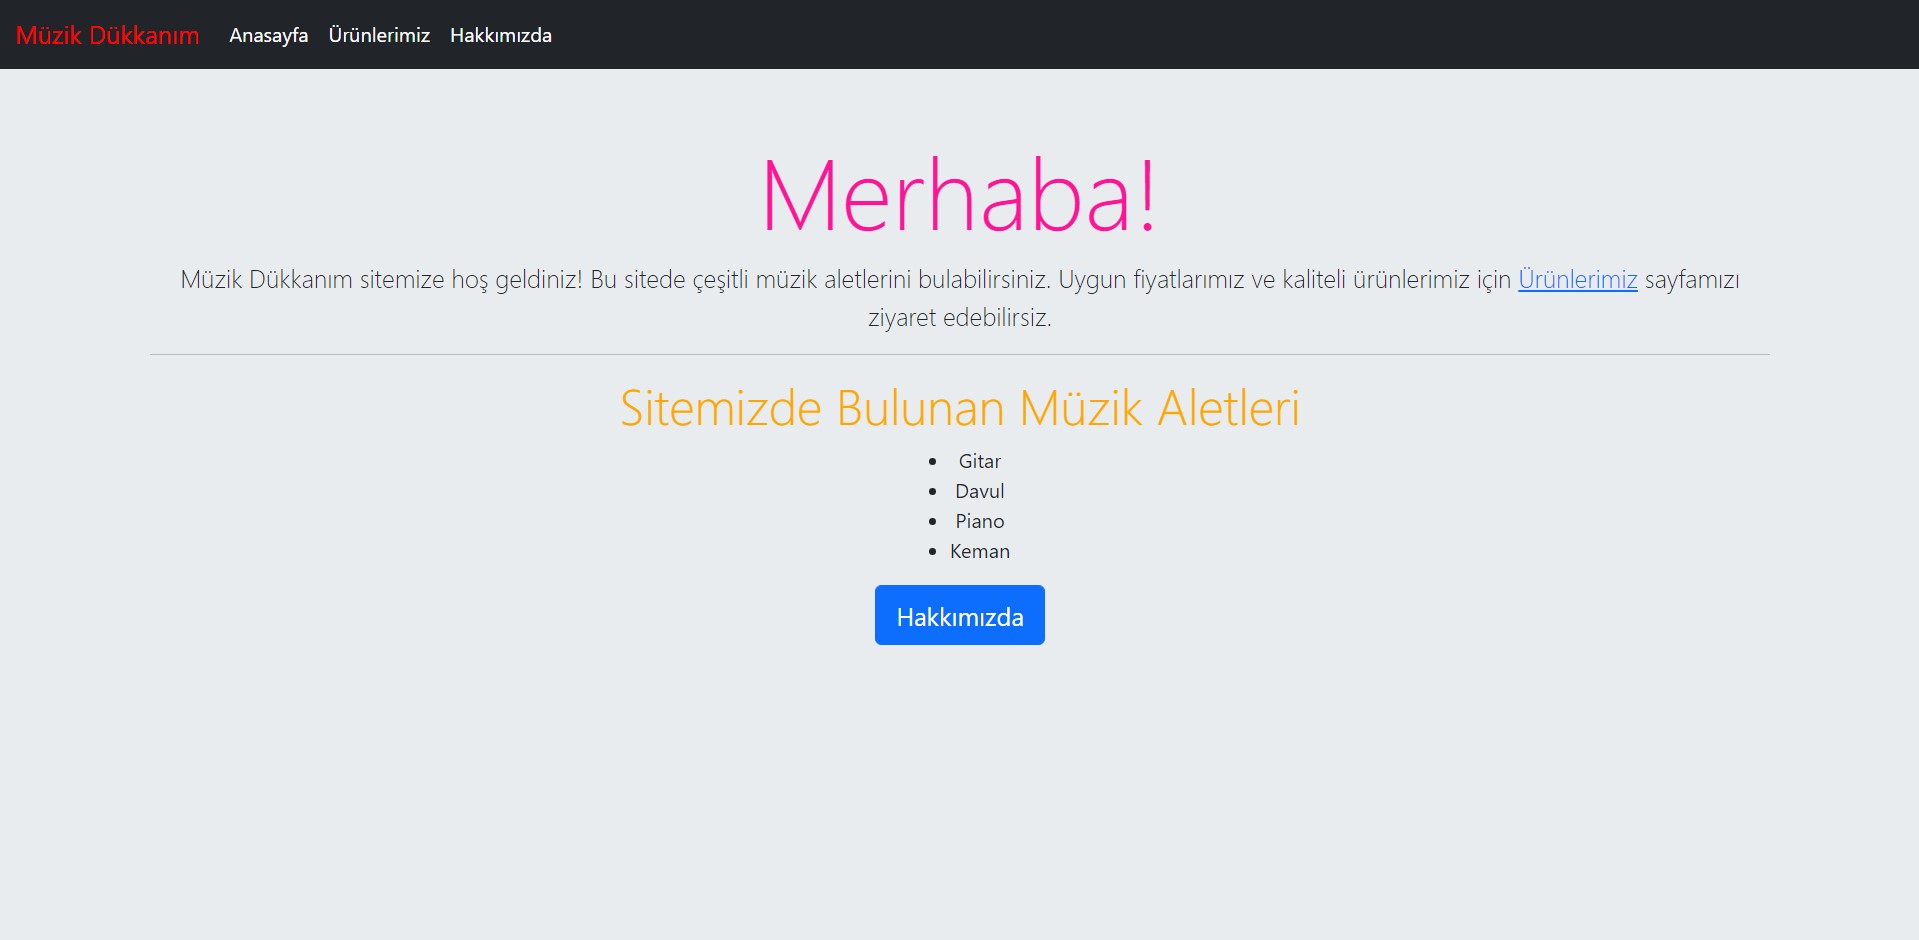 Müzik Dükkanım Anasayfa Ürünlerimiz Hakkımızda
Merhaba!
Müzik Dükkanım sitemize hoş geldiniz! Bu sitede çeşitli müzik aletlerini bulabilirsiniz. Uygun fiyatlarımız ve kaliteli ürünlerimiz için Ürünlerimiz sayfamızı
ziyaret edebilirsiz.
Sitemizde Bulunan Müzik Aletleri
• Gitar
• Davul
• Piano
• Keman
Hakkımızda